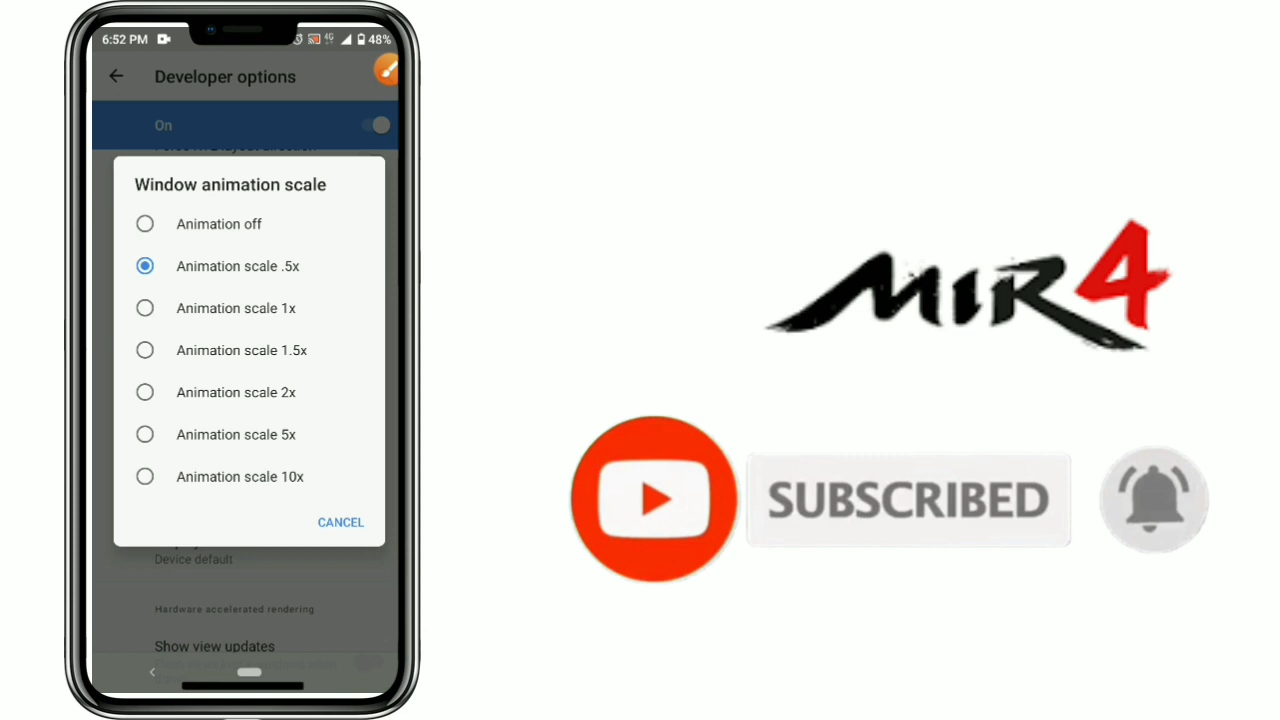 6:52 PM
4G
48%
Developer options
On
Window animation scale
Animation off
Animation scale .5x
Animation scale 1x
Animation scale 1.5x
Animation scale 2x
Animation scale 5x
Animation scale 10x
CANCEL
Device default
Hardware accelerated rendering
Show view updates
MIR4
SUBSCRIBED